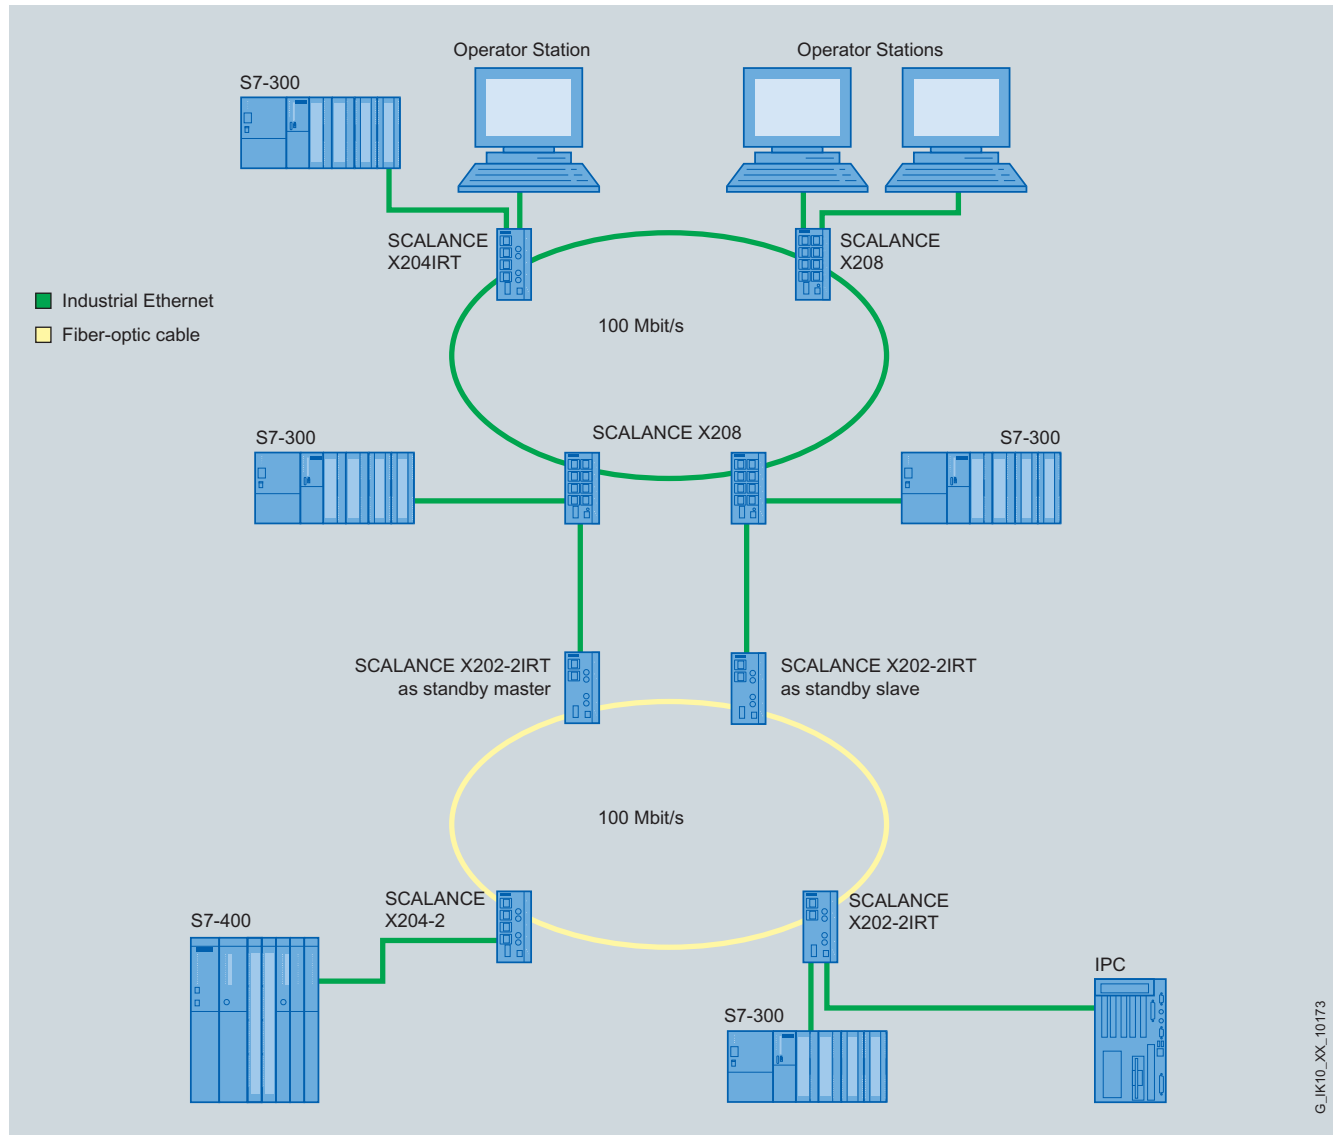 Operator Station
Operator Stations
S7-300
SCALANCE
X204IRT
SCALANCE
X208
Industrial Ethernet
Fiber-optic cable
100 Mbit/s
S7-300
SCALANCE X208
S7-300
SCALANCE X202-2IRT
as standby master
SCALANCE X202-2IRT
as standby slave
100 Mbit/s
SCALANCE
X204-2
SCALANCE
X202-2IRT
S7-400
IPC
S7-300
G_IK10_XX_10173